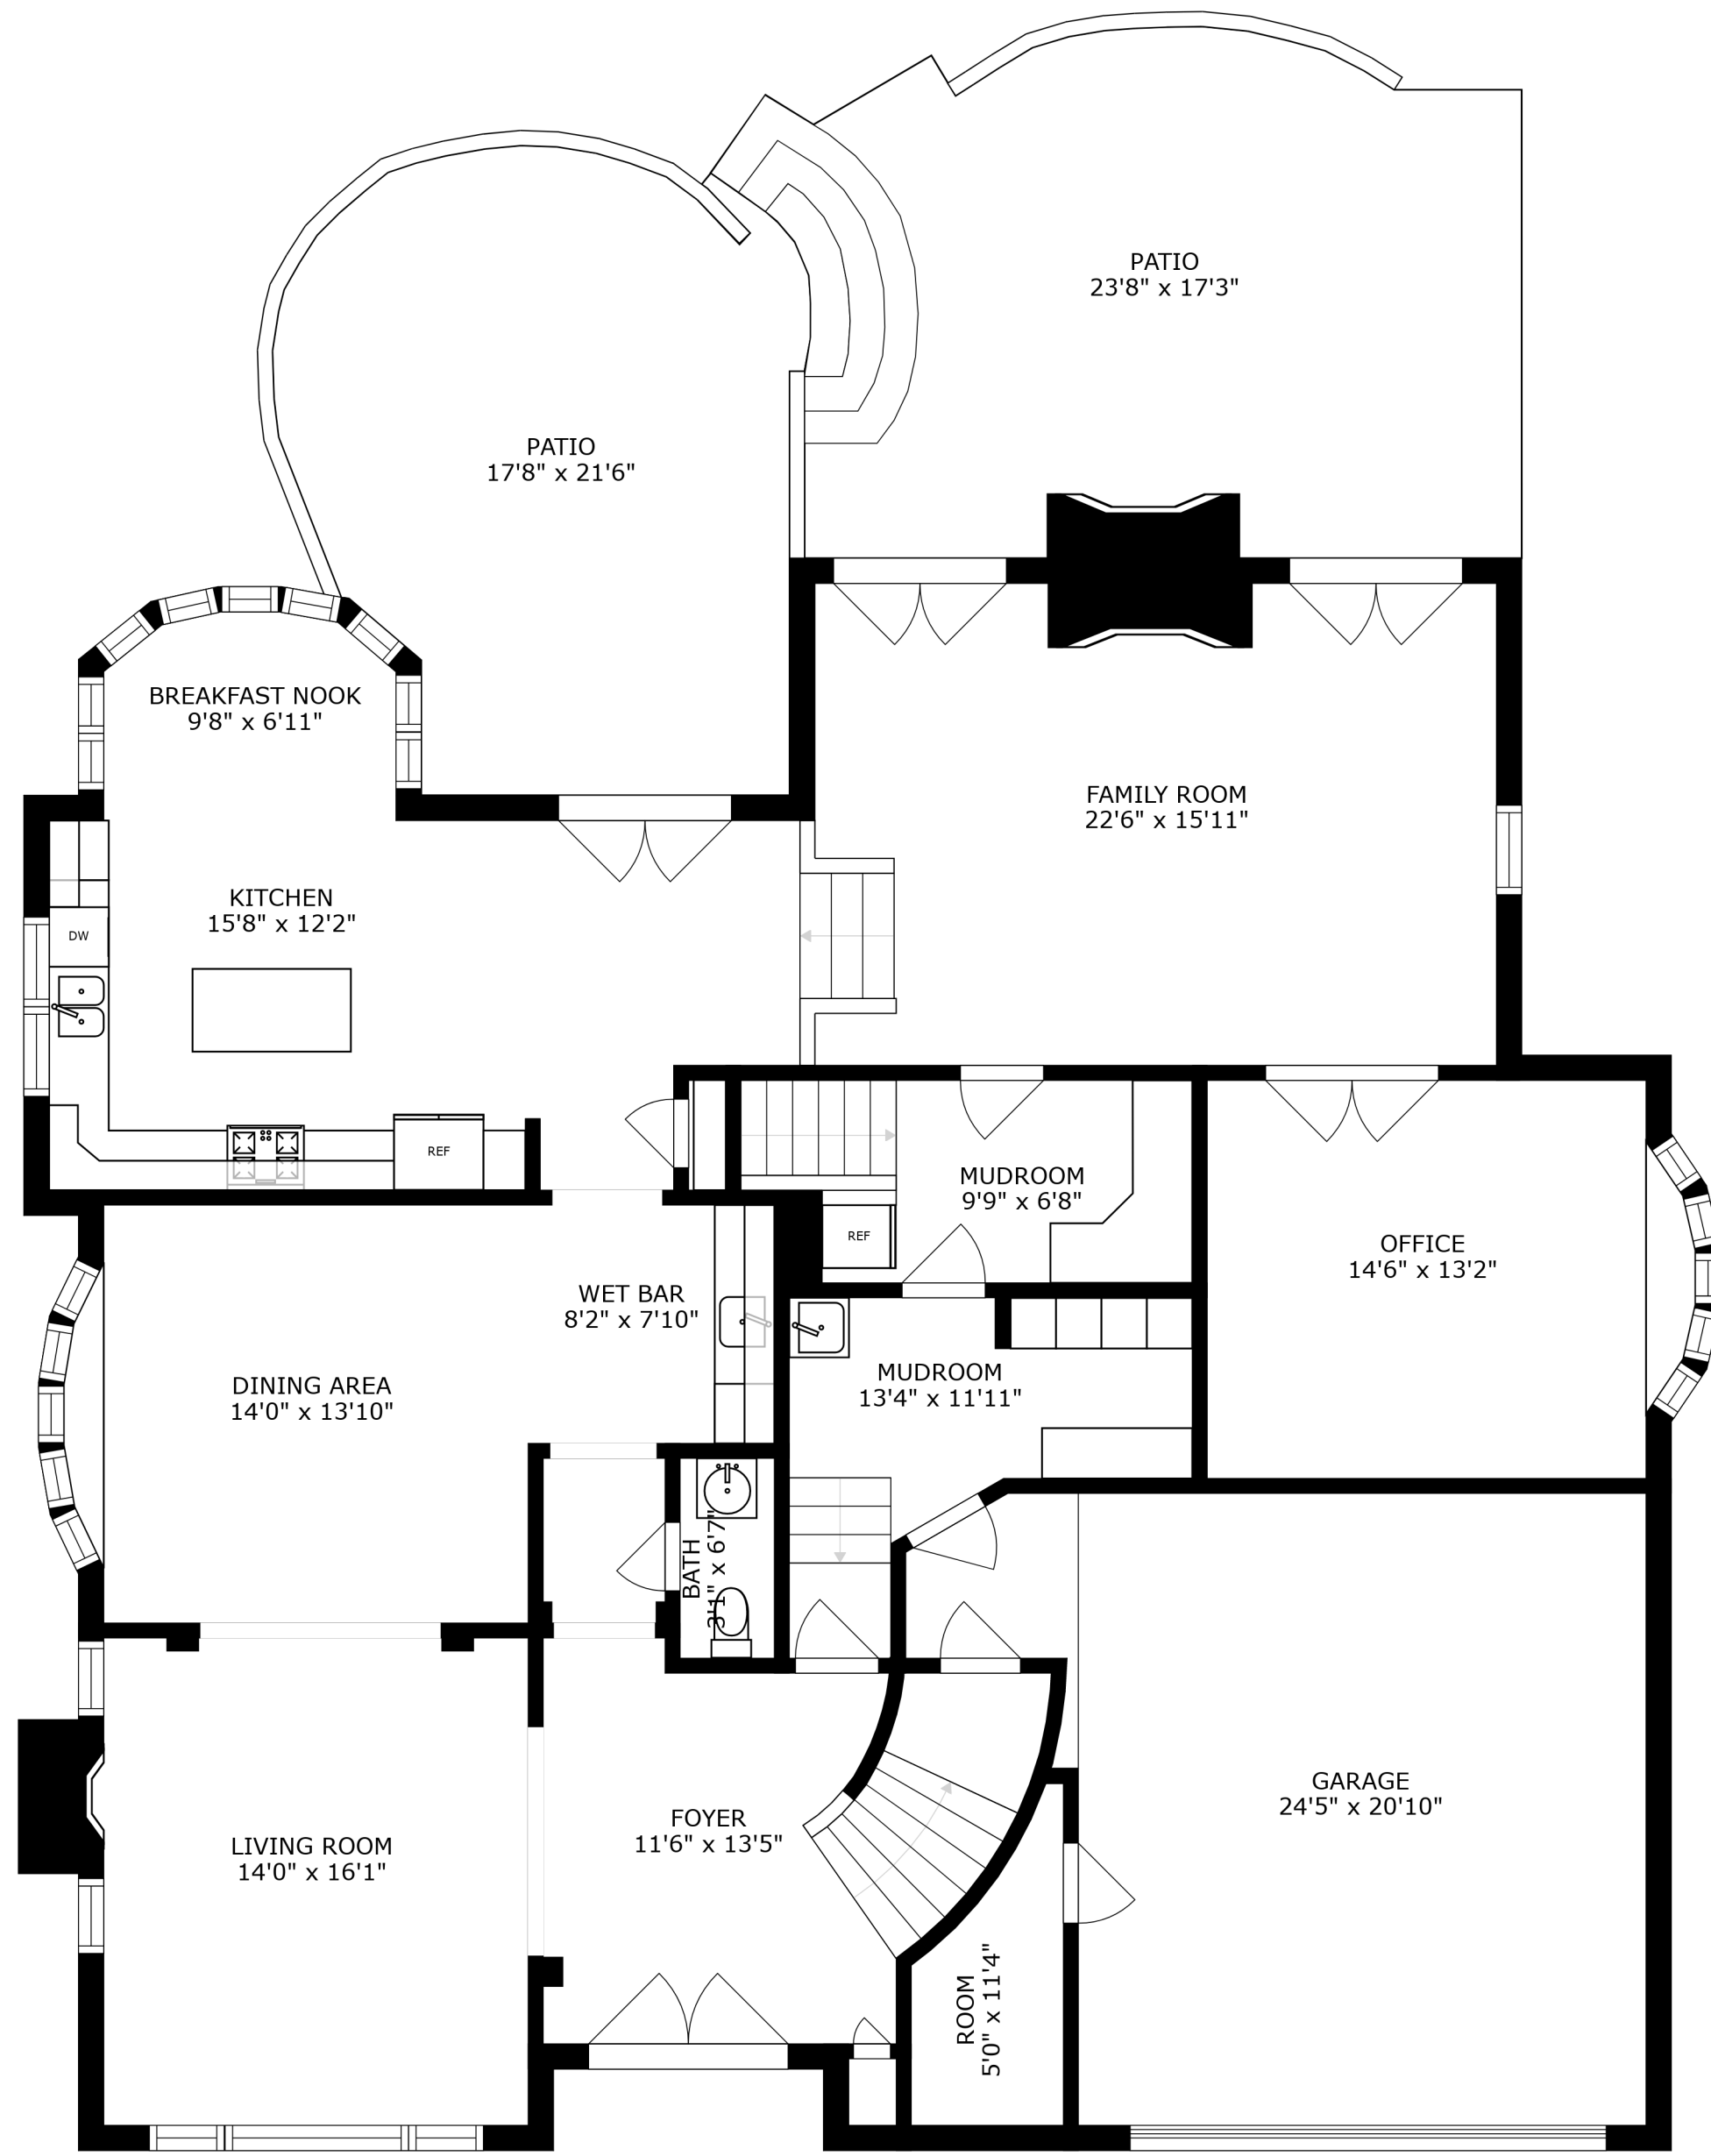 PATIO
23'8" x 17'3"
PATIO
17'8" x 21'6"
BREAKFAST NOOK
9'8" x 6'11"
FAMILY ROOM
22'6" x 15'11"
KITCHEN
15'8" x 12'2"
DW
REF
MUDROOM
9'9" x 6'8"
REF
OFFICE
14'6" x 13'2"
WET BAR
8'2" x 7'10"
MUDROOM
13'4" x 11'11"
DINING AREA
14'0" x 13'10"
BATH
3'1" x 6'7"
GARAGE
24'5" x 20'10"
FOYER
11'6" x 13'5"
LIVING ROOM
14'0" x 16'1"
ROOM
5'0" x 11'4"